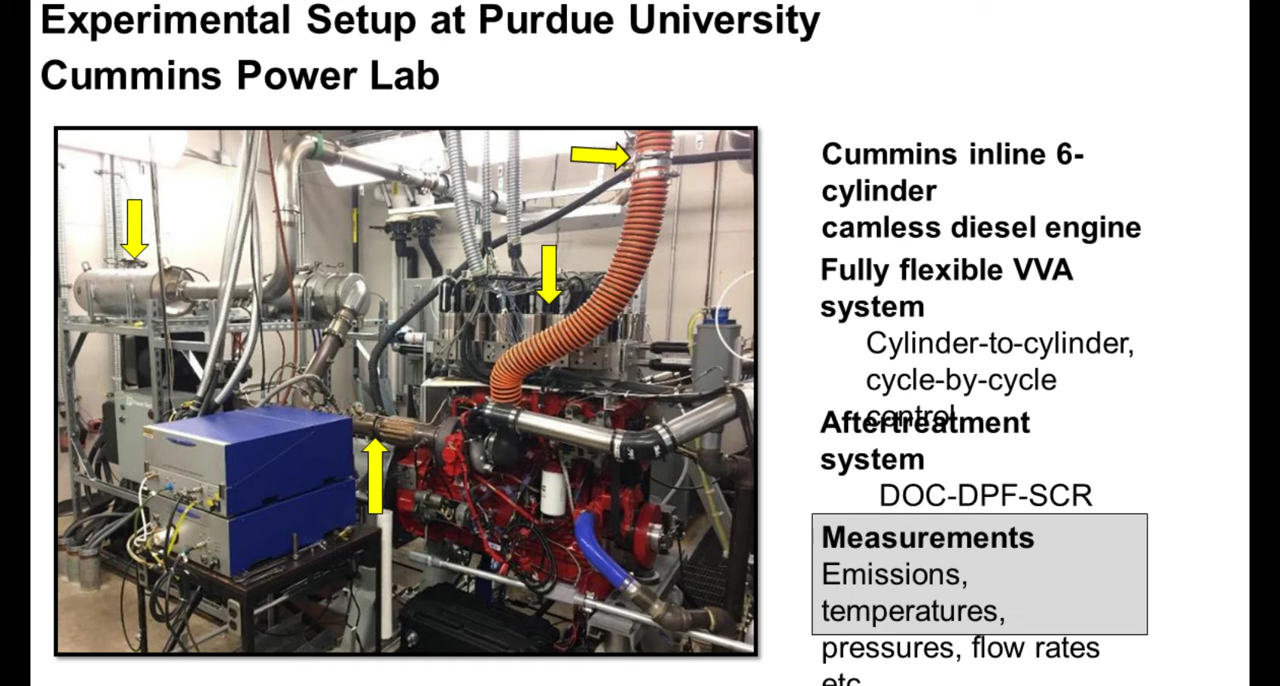 Experimental Setup at Purdue University
Cummins Power Lab
Cummins inline 6-
cylinder
camless diesel engine
Fully flexible VVA
system
Cylinder-to-cylinder,
cycle-by-cycle
control
Aftertreatment
system
DOC-DPF-SCR
Measurements
Emissions,
temperatures,
pressures, flow rates
etc